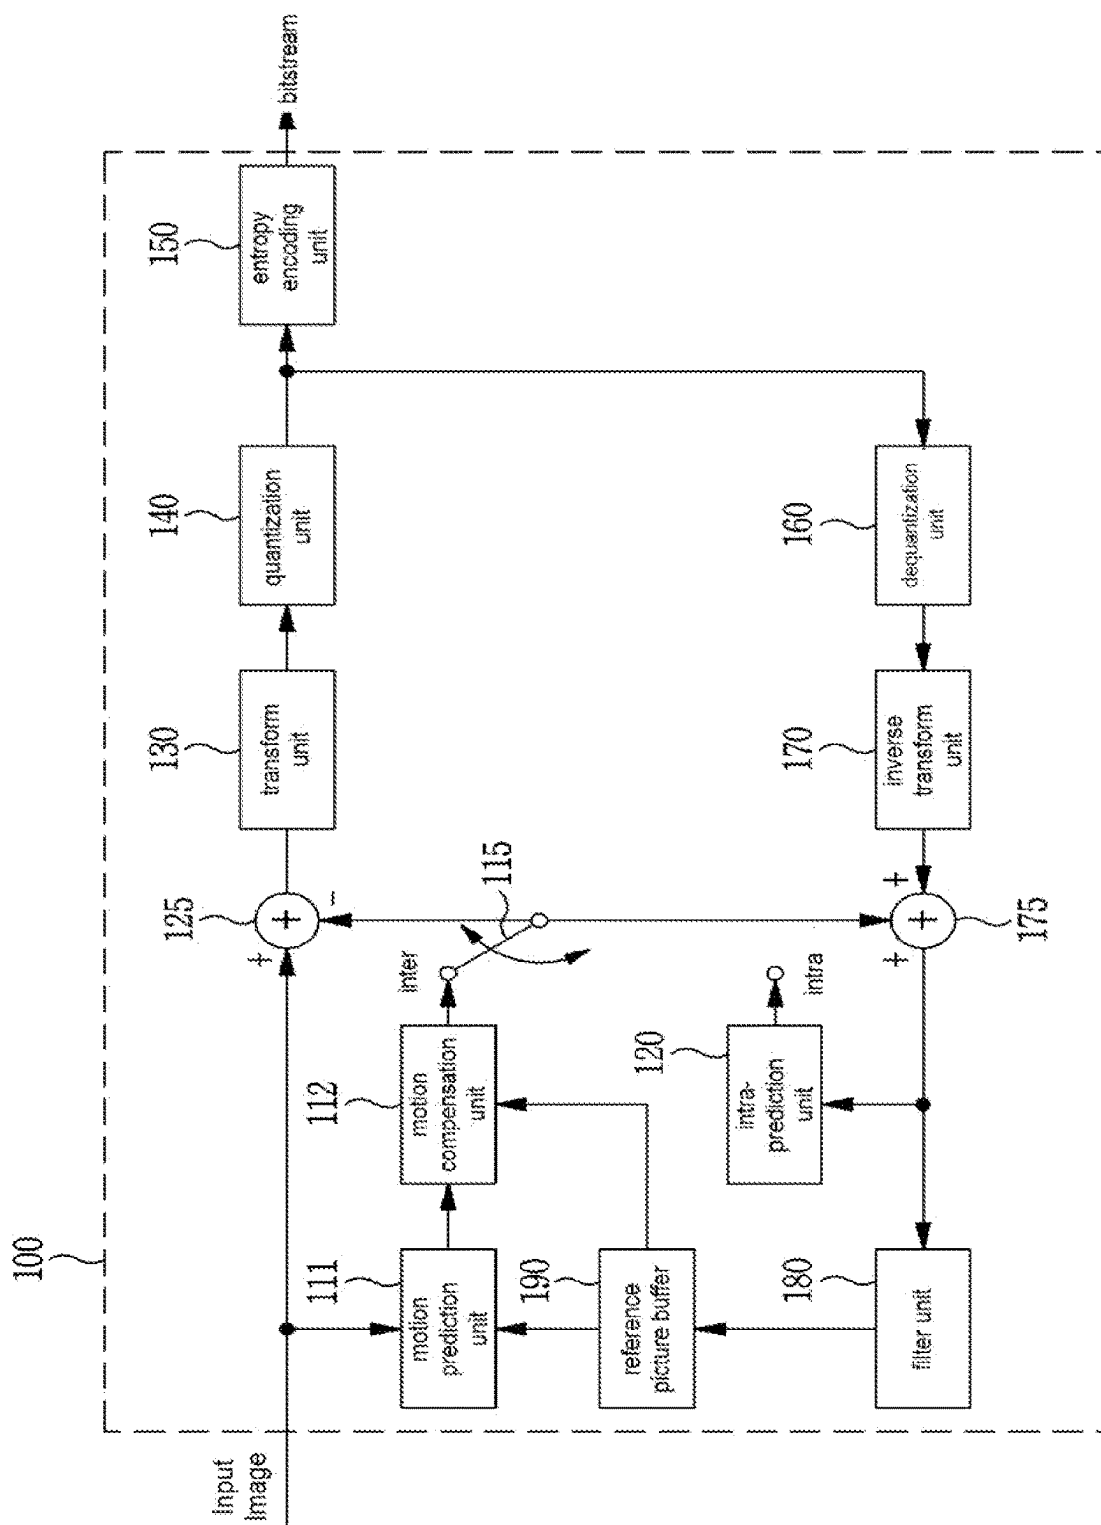 100
Input
Image
111
motion
prediction
unit
112
motion
compensation
unit
inter
115
125
+
+
-
130
transform
unit
140
quantization
unit
150
entropy
encoding
unit
bitstream
190
reference
picture buffer
120
intra-
prediction
unit
intra
180
filter unit
175
+
+
+
170
inverse
transform
unit
160
dequantization
unit